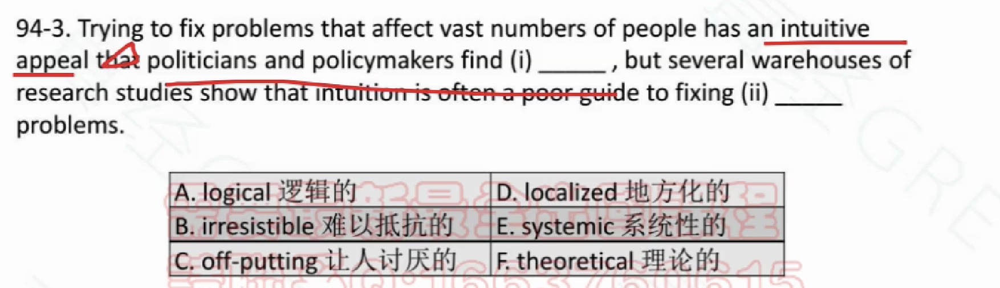 94-3. Trying to fix problems that affect vast numbers of people has an intuitive
appeal that politicians and policymakers find (i) ______ , but several warehouses of
research studies show that intuition is often a poor guide to fixing (ii) ______
problems.
A. logical 逻辑的 D. localized 地方化的
B. irresistible 难以抵抗的 E. systemic 系统性的
C. off-putting 让人讨厌的 F. theoretical 理论的
GRE